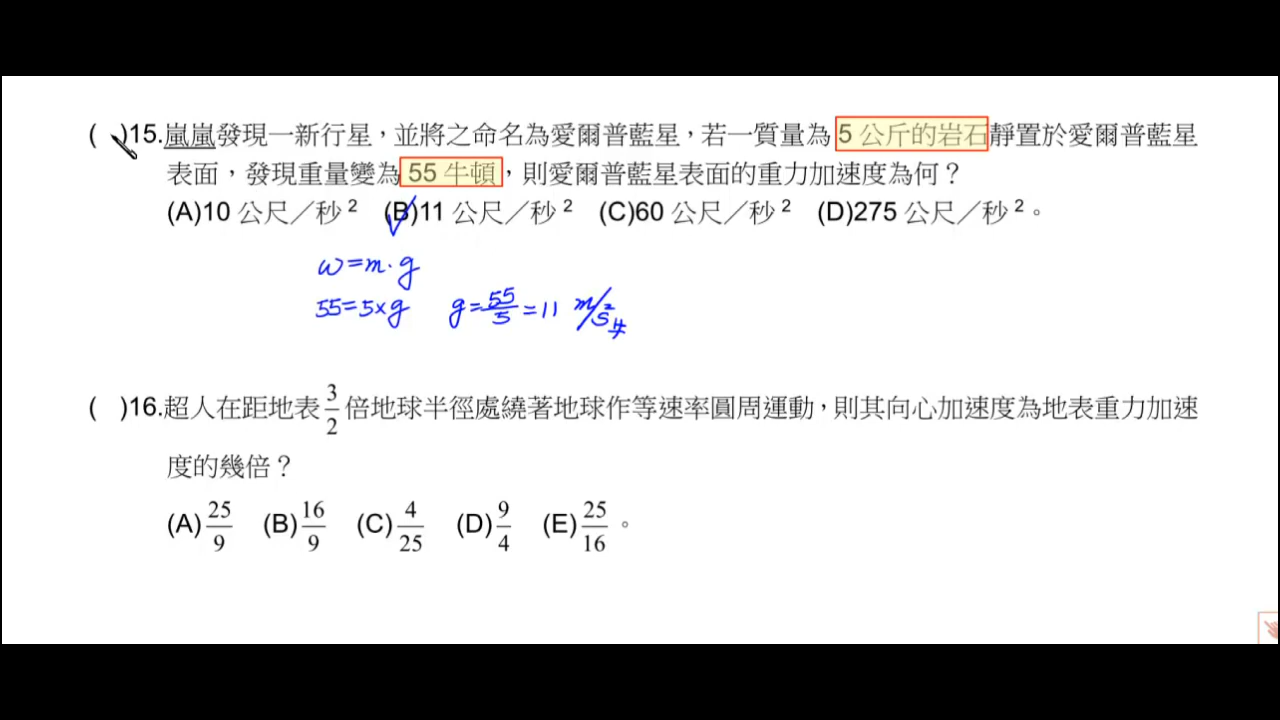 ( )15.嵐嵐發現一新行星，並將之命名為愛爾普藍星，若一質量為 5 公斤的岩石靜置於愛爾普藍星
表面，發現重量變為 55 牛頓，則愛爾普藍星表面的重力加速度為何？
(A)10 公尺／秒² (B)11 公尺／秒² (C)60 公尺／秒² (D)275 公尺／秒²。
w=m·g
55=5×g g=55/5=11 m/s²
( )16.超人在距地表 3/2 倍地球半徑處繞著地球作等速率圓周運動，則其向心加速度為地表重力加速
度的幾倍？
(A) 25/9 (B) 16/9 (C) 4/25 (D) 9/4 (E) 25/16 。